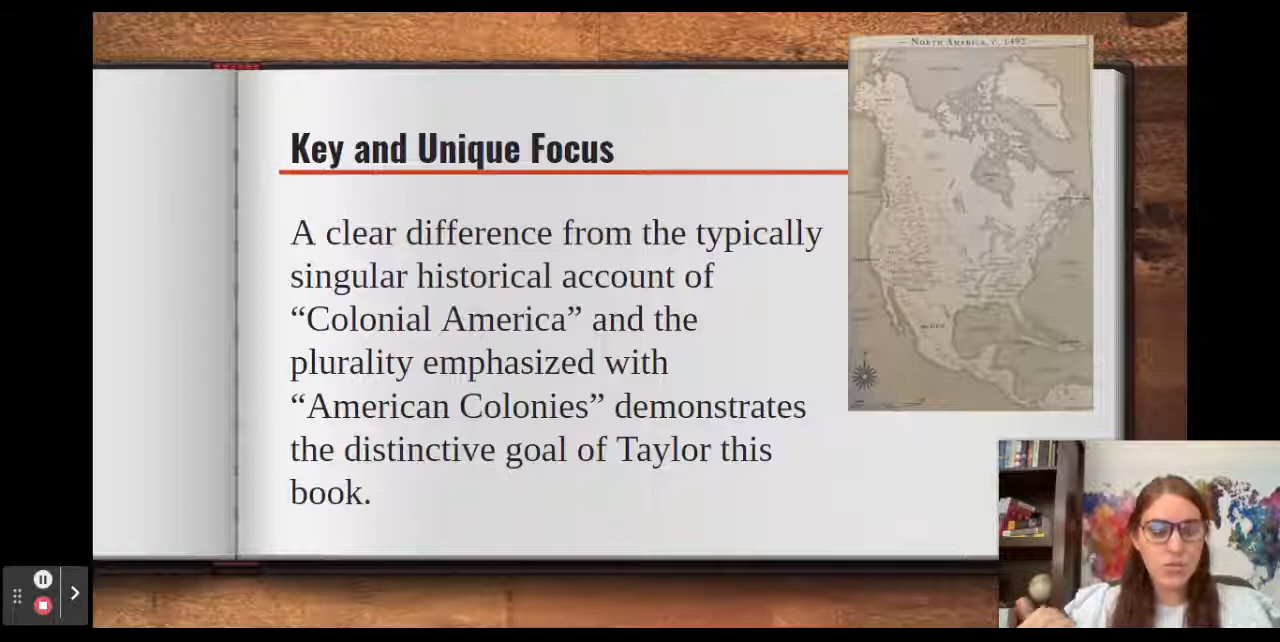 — NORTH AMERICA, C. 1492 —
Key and Unique Focus
A clear difference from the typically
singular historical account of
“Colonial America” and the
plurality emphasized with
“American Colonies” demonstrates
the distinctive goal of Taylor this
book.